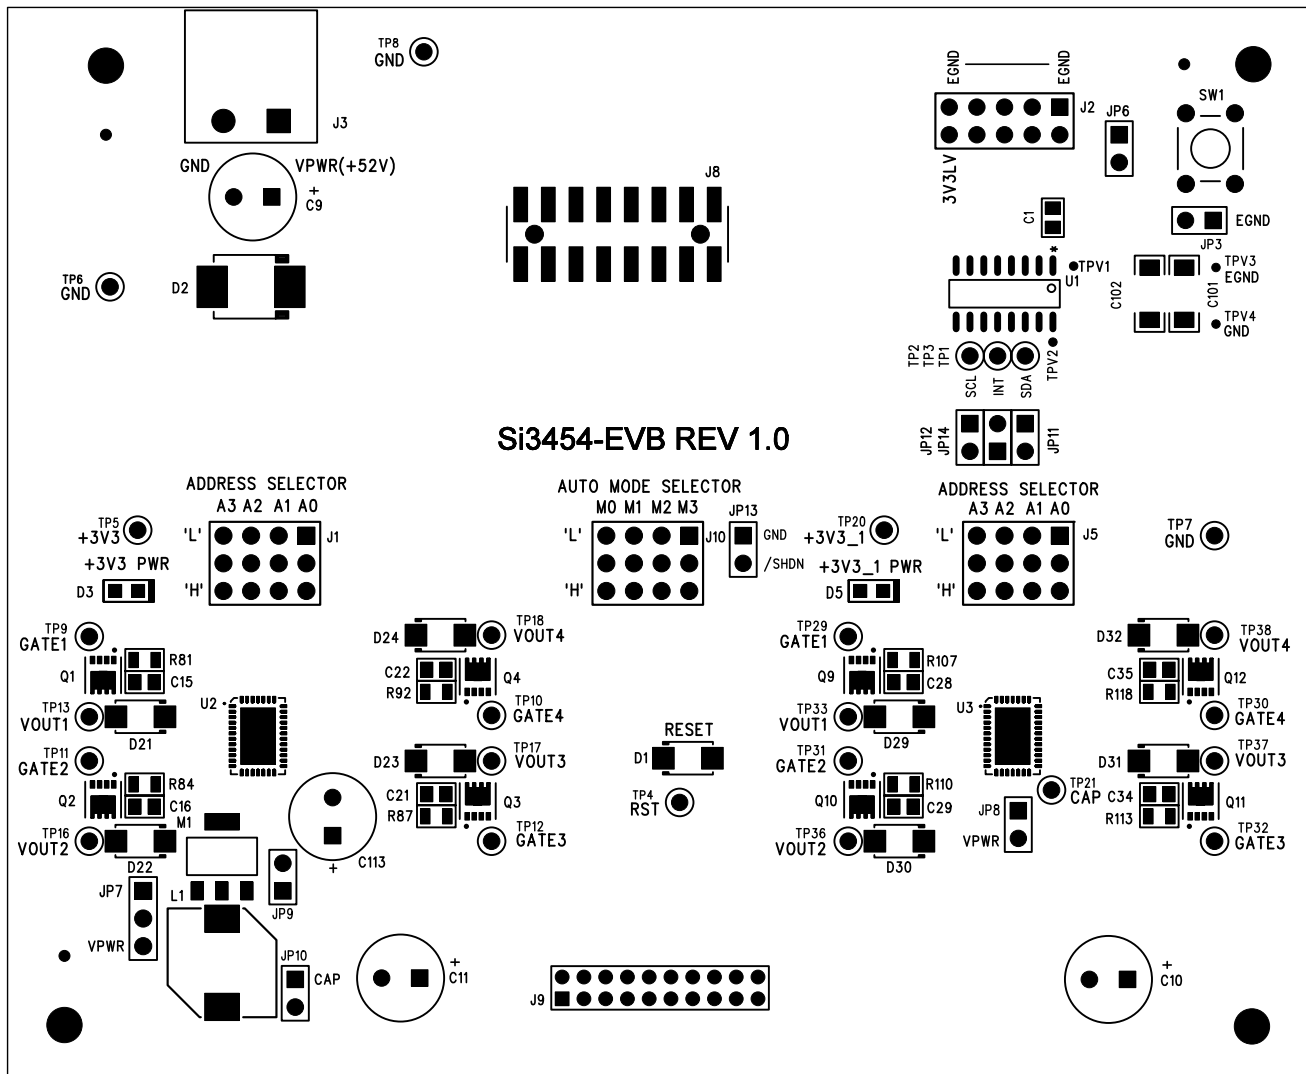 TP8
GND
J3
GND
VPWR(+52V)
+
C9
TP6
GND
D2
J8
EGND
EGND
J2
3V3LV
JP6
SW1
EGND
JP3
C1
*
TPV1
U1
C102
C101
TPV3
EGND
TPV4
GND
TP2
TP3
TP1
TPV2
SCL
INT
SDA
JP12
JP14
JP11
Si3454-EVB REV 1.0
ADDRESS SELECTOR
A3 A2 A1 A0
TP5
+3V3
'L'
J1
+3V3 PWR
D3
'H'
AUTO MODE SELECTOR
M0 M1 M2 M3
'L'
J10
'H'
JP13
GND
/SHDN
TP20
+3V3_1
+3V3_1 PWR
D5
ADDRESS SELECTOR
A3 A2 A1 A0
'L'
J5
'H'
TP7
GND
TP9
GATE1
Q1
R81
C15
U2
TP13
VOUT1
D21
TP11
GATE2
Q2
R84
C16
M1
TP16
VOUT2
D22
D24
TP18
VOUT4
C22
R92
Q4
TP10
GATE4
D23
TP17
VOUT3
C21
R87
Q3
TP12
GATE3
C113
+
RESET
D1
TP4
RST
TP29
GATE1
Q9
R107
C28
U3
TP33
VOUT1
D29
TP31
GATE2
Q10
R110
C29
TP36
VOUT2
D30
TP21
CAP
JP8
VPWR
D32
TP38
VOUT4
C35
R118
Q12
TP30
GATE4
D31
TP37
VOUT3
C34
R113
Q11
TP32
GATE3
JP7
VPWR
L1
JP9
JP10
CAP
+
C11
J9
+
C10